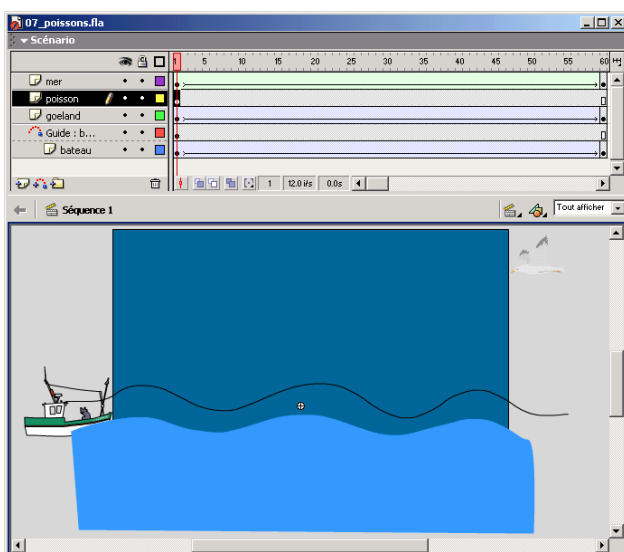 07_poissons.fla
Scénario
1 5 10 15 20 25 30 35 40 45 50 55 60
mer
poisson
goeland
Guide : b...
bateau
1 12.0 i/s 0.0s
Séquence 1 Tout afficher